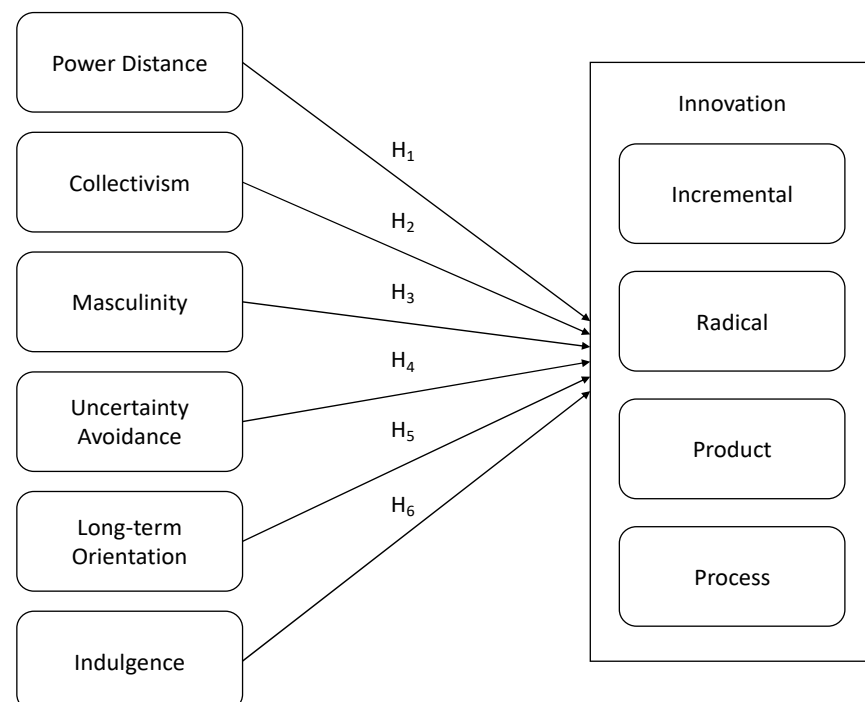 Power Distance
Collectivism
Masculinity
Uncertainty
Avoidance
Long-term
Orientation
Indulgence
H₁
H₂
H₃
H₄
H₅
H₆
Innovation
Incremental
Radical
Product
Process